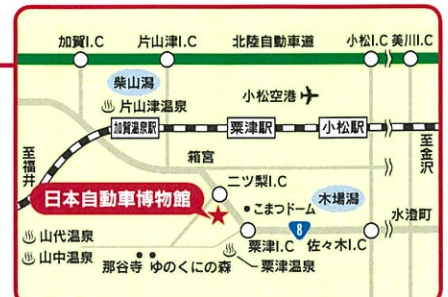 加賀I.C 片山津I.C 北陸自動車道 小松I.C 美川I.C
柴山潟
片山津温泉
小松空港
加賀温泉駅 粟津駅 小松駅
至福井
至金沢
箱宮
二ツ梨I.C
日本自動車博物館
こまつドーム
木場潟
水澄町
8
山代温泉
山中温泉
那谷寺 ゆのくにの森
粟津I.C 佐々木I.C
粟津温泉